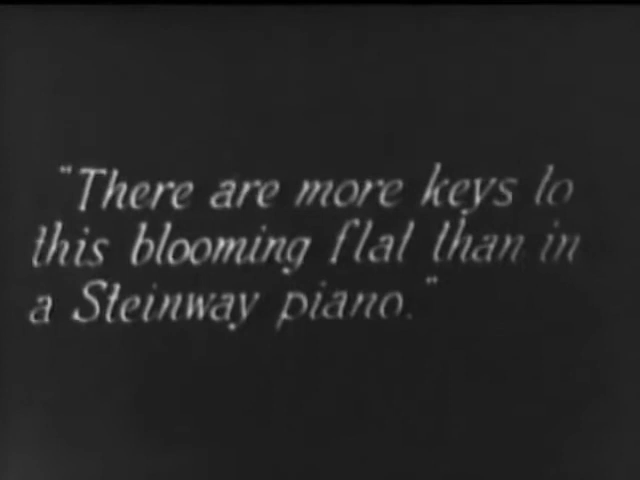 "There are more keys to
this blooming flat than in
a Steinway piano."